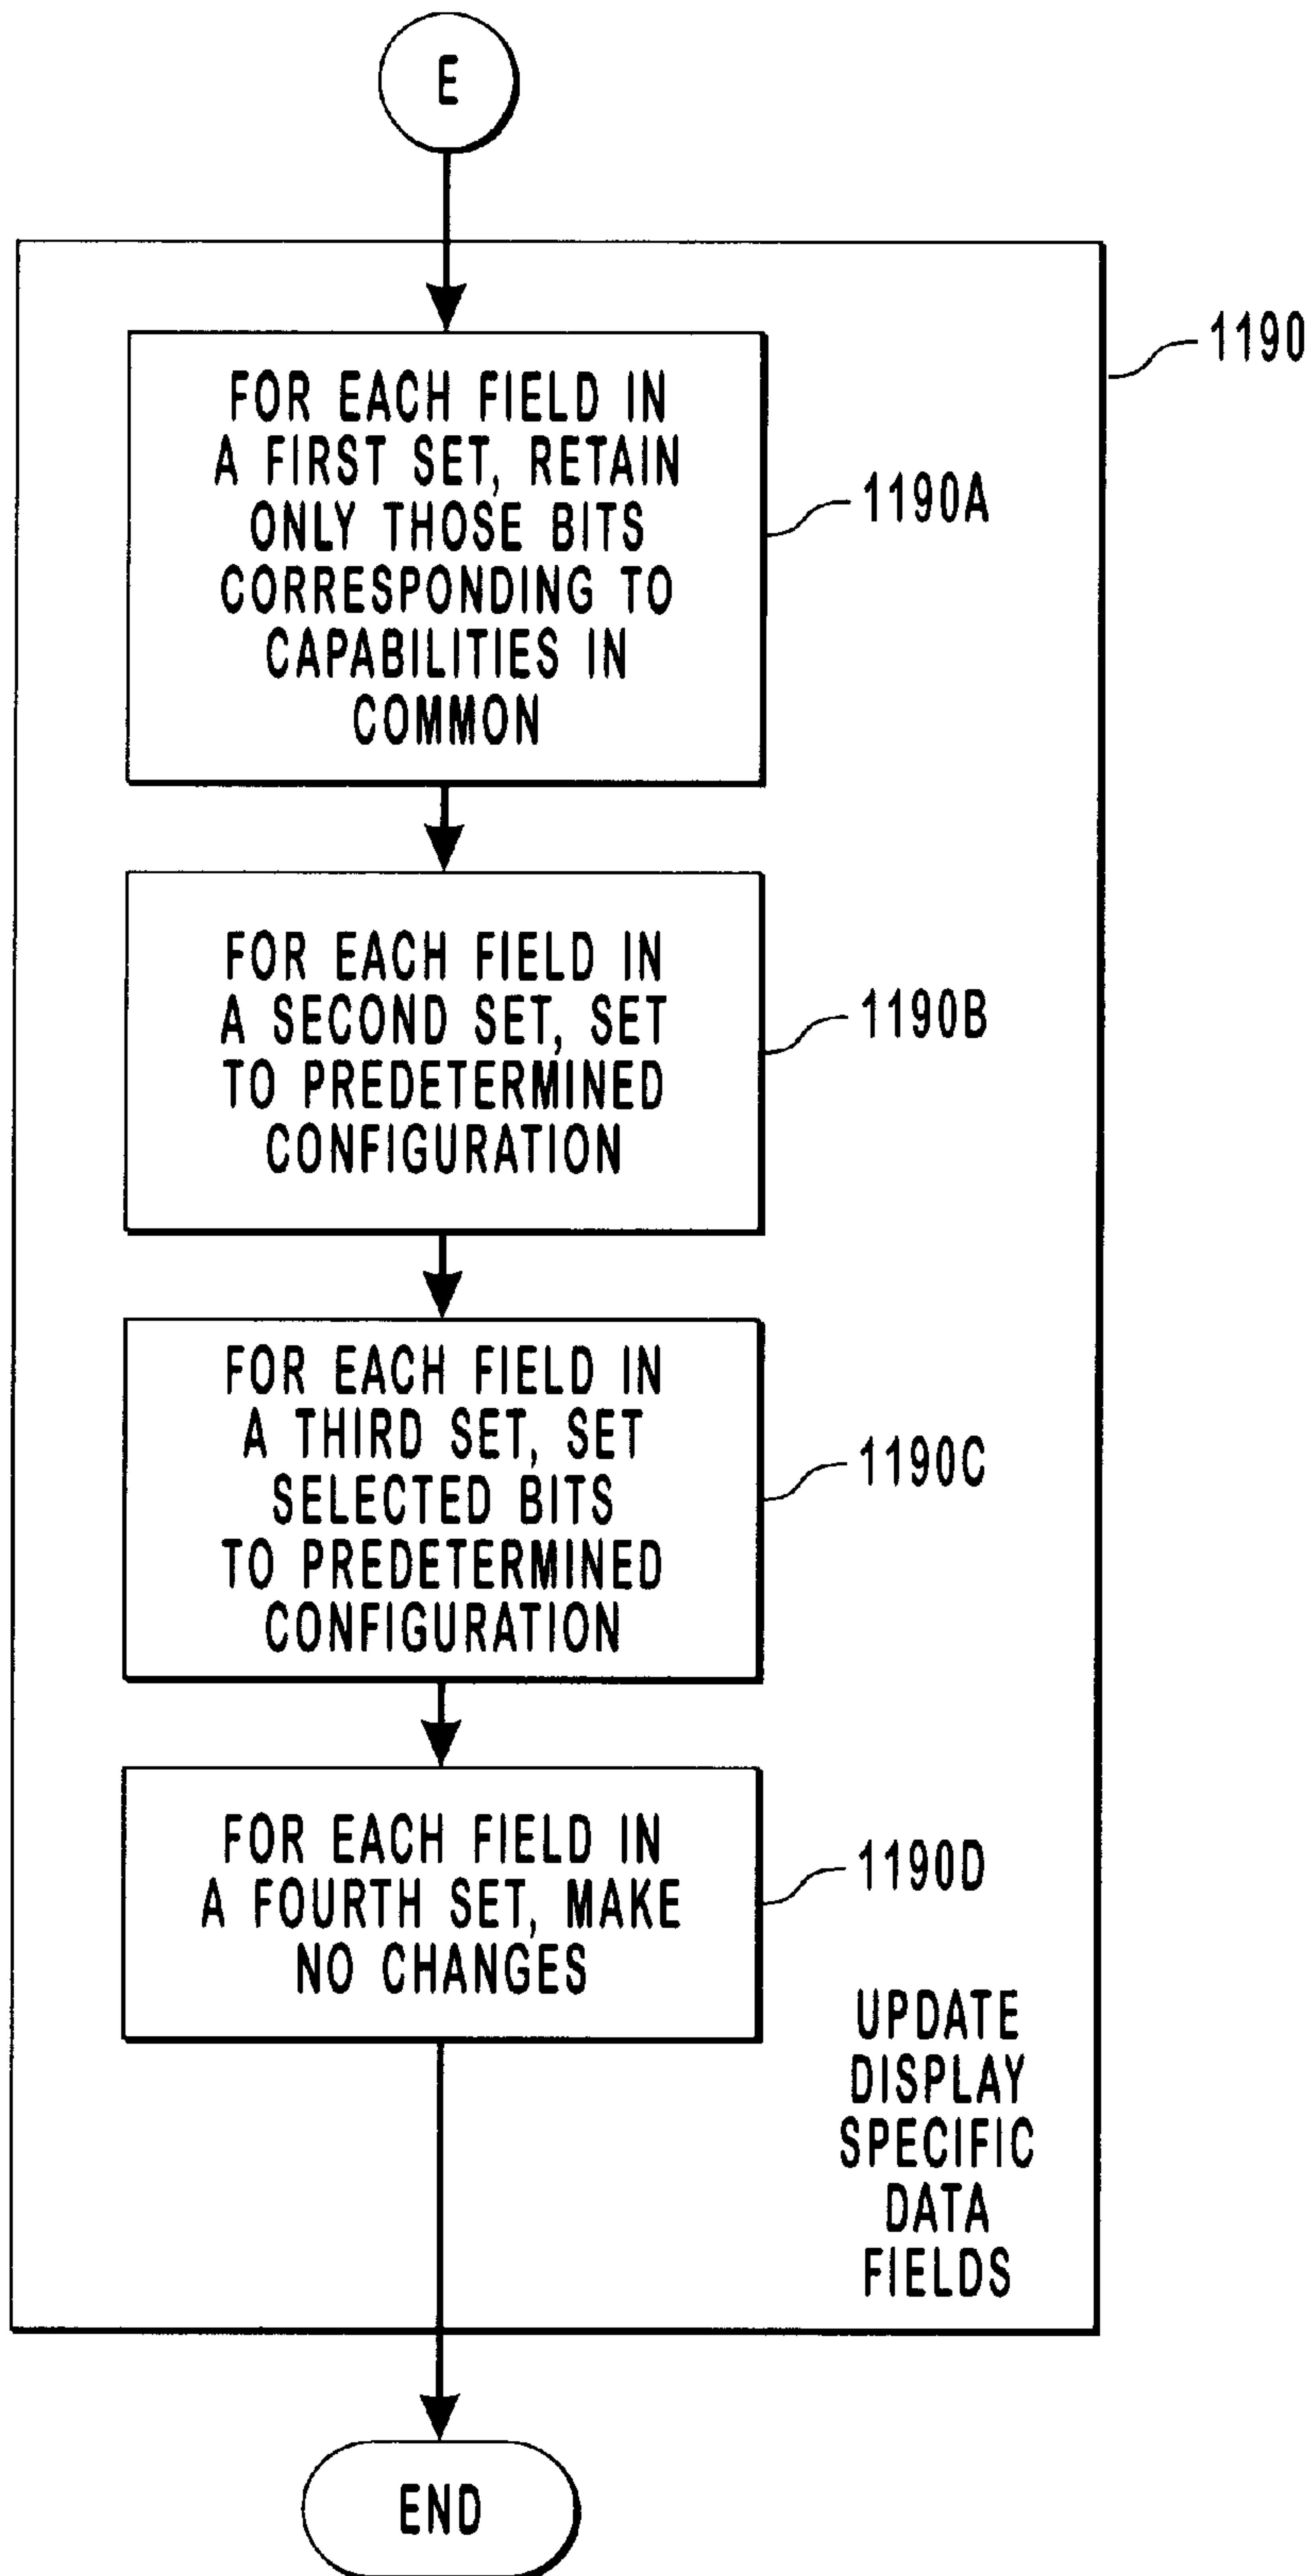 E
1190
FOR EACH FIELD IN
A FIRST SET, RETAIN
ONLY THOSE BITS
CORRESPONDING TO
CAPABILITIES IN
COMMON
1190A
FOR EACH FIELD IN
A SECOND SET, SET
TO PREDETERMINED
CONFIGURATION
1190B
FOR EACH FIELD IN
A THIRD SET, SET
SELECTED BITS
TO PREDETERMINED
CONFIGURATION
1190C
FOR EACH FIELD IN
A FOURTH SET, MAKE
NO CHANGES
1190D
UPDATE
DISPLAY
SPECIFIC
DATA
FIELDS
END